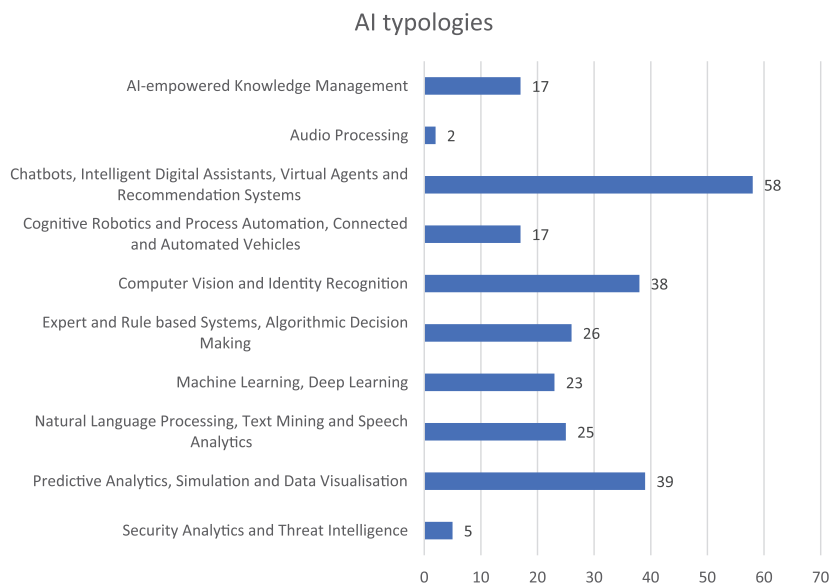 AI typologies
AI-empowered Knowledge Management
17
Audio Processing
2
Chatbots, Intelligent Digital Assistants, Virtual Agents and
Recommendation Systems
58
Cognitive Robotics and Process Automation, Connected
and Automated Vehicles
17
Computer Vision and Identity Recognition
38
Expert and Rule based Systems, Algorithmic Decision
Making
26
Machine Learning, Deep Learning
23
Natural Language Processing, Text Mining and Speech
Analytics
25
Predictive Analytics, Simulation and Data Visualisation
39
Security Analytics and Threat Intelligence
5
0 10 20 30 40 50 60 70